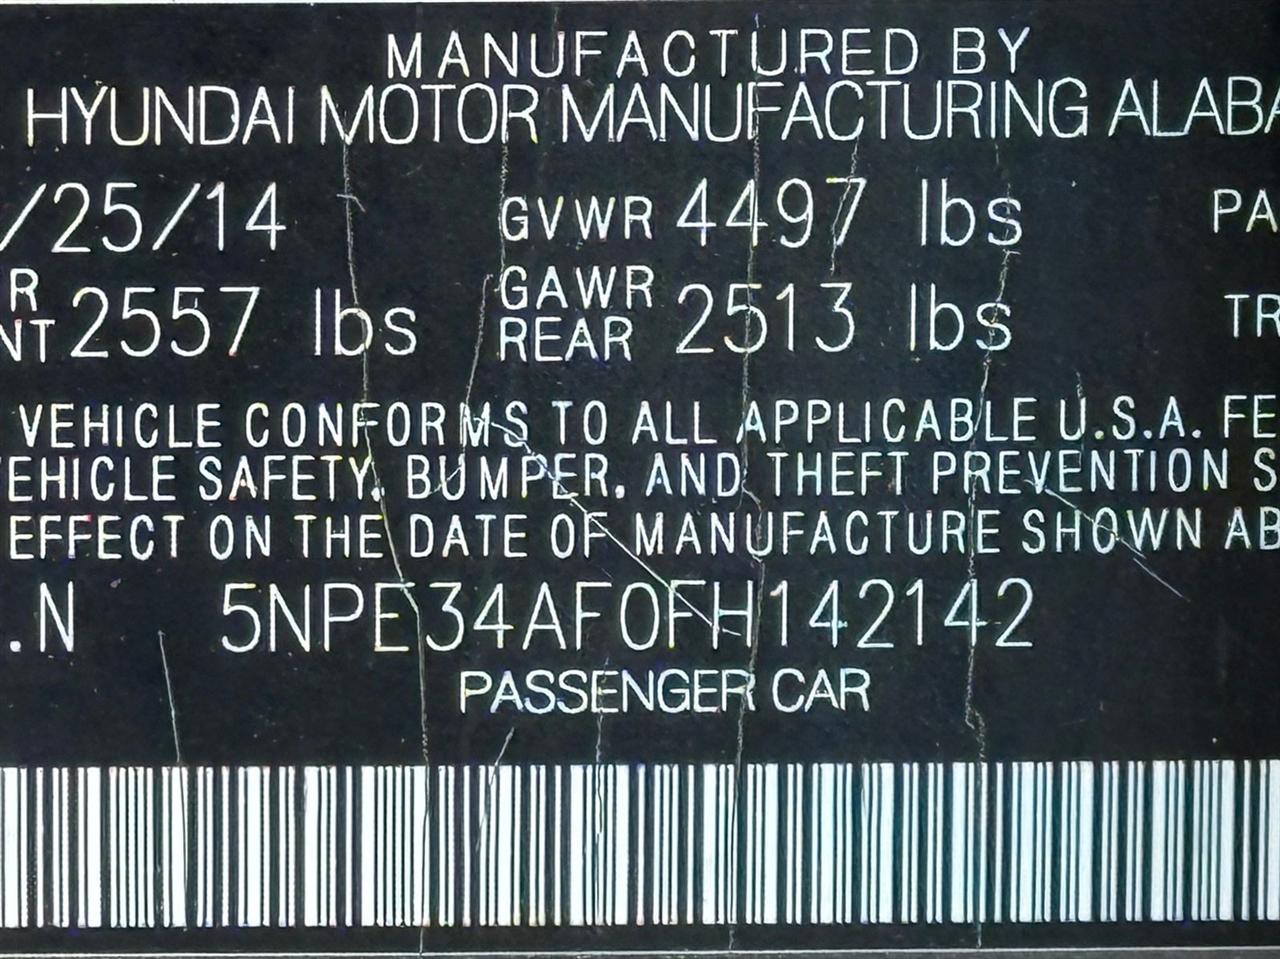 MANUFACTURED BY
HYUNDAI MOTOR MANUFACTURING ALABA
/25/14 GVWR 4497 lbs PA
R NT 2557 lbs GAWR REAR 2513 lbs TR
VEHICLE CONFORMS TO ALL APPLICABLE U.S.A. FE
EHICLE SAFETY, BUMPER, AND THEFT PREVENTION S
EFFECT ON THE DATE OF MANUFACTURE SHOWN AB
.N 5NPE34AF0FH142142
PASSENGER CAR